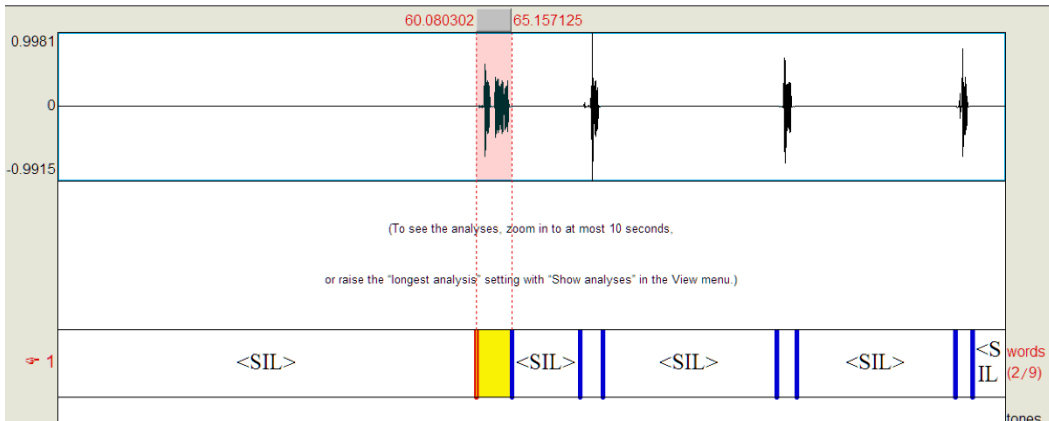 60.080302 65.157125
0.9981
0
-0.9915
(To see the analyses, zoom in to at most 10 seconds,
or raise the "longest analysis" setting with "Show analyses" in the View menu.)
☞ 1 <SIL> <SIL> <SIL> <SIL> <S
IL
words
(2/9)
tones